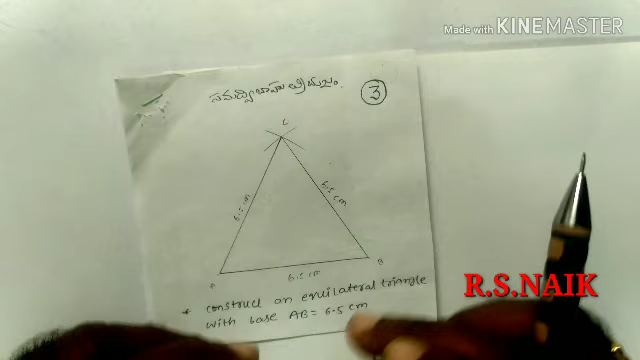 Made with KINEMASTER
సమద్విబాహు త్రిభుజం.
3
C
6.5 cm
6.5 cm
A
B
6.5 cm
R.S.NAIK
* construct an equilateral triangle
with base AB = 6.5 cm